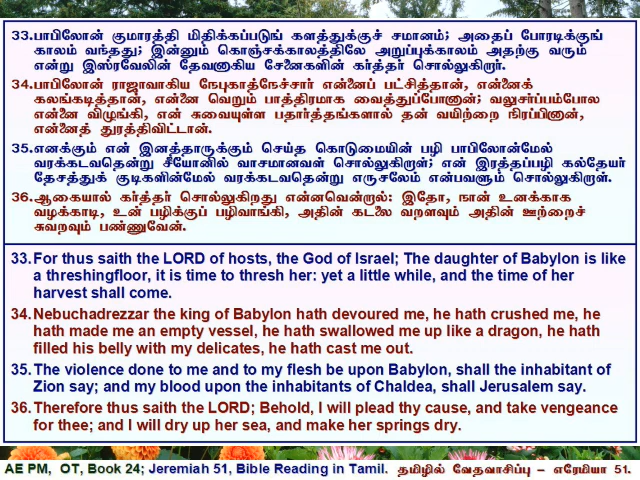 33.பாபிலோன் குமாரத்தி மிதிக்கப்படுங் களத்துக்குச் சமானம்; அதைப் போரடிக்குங்
காலம் வந்தது; இன்னும் கொஞ்சக்காலத்திலே அறுப்புக்காலம் அதற்கு வரும்
என்று இஸ்ரவேலின் தேவனாகிய சேனைகளின் கர்த்தர் சொல்லுகிறார்.
34.பாபிலோன் ராஜாவாகிய நேபுகாத்நேச்சார் என்னைப் பட்சித்தான், என்னைக்
கலங்கடித்தான், என்னை வெறும் பாத்திரமாக வைத்துப்போனான்; வலுசர்ப்பம்போல
என்னை விழுங்கி, என் சுவையுள்ள பதார்த்தங்களால் தன் வயிற்றை நிரப்பினான்,
என்னைத் துரத்திவிட்டான்.
35.எனக்கும் என் இனத்தாருக்கும் செய்த கொடுமையின் பழி பாபிலோன்மேல்
வரக்கடவதென்று சீயோனில் வாசமானவள் சொல்லுகிறாள்; என் இரத்தப்பழி கல்தேயர்
தேசத்துக் குடிகளின்மேல் வரக்கடவதென்று எருசலேம் என்பவளும் சொல்லுகிறாள்.
36.ஆகையால் கர்த்தர் சொல்லுகிறது என்னவென்றால்: இதோ, நான் உனக்காக
வழக்காடி, உன் பழிக்குப் பழிவாங்கி, அதின் கடலை வறளவும் அதின் ஊற்றைச்
சுவறவும் பண்ணுவேன்.
33.For thus saith the LORD of hosts, the God of Israel; The daughter of Babylon is like
a threshingfloor, it is time to thresh her: yet a little while, and the time of her
harvest shall come.
34.Nebuchadrezzar the king of Babylon hath devoured me, he hath crushed me, he
hath made me an empty vessel, he hath swallowed me up like a dragon, he hath
filled his belly with my delicates, he hath cast me out.
35.The violence done to me and to my flesh be upon Babylon, shall the inhabitant of
Zion say; and my blood upon the inhabitants of Chaldea, shall Jerusalem say.
36.Therefore thus saith the LORD; Behold, I will plead thy cause, and take vengeance
for thee; and I will dry up her sea, and make her springs dry.
AE PM, OT, Book 24; Jeremiah 51, Bible Reading in Tamil. தமிழில் வேதவாசிப்பு – எரேமியா 51.